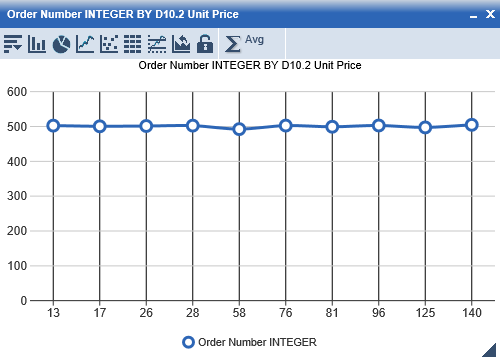 Order Number INTEGER BY D10.2 Unit Price
Σ Avg
Order Number INTEGER BY D10.2 Unit Price
600
500
400
300
200
100
0
13 17 26 28 58 76 81 96 125 140
Order Number INTEGER